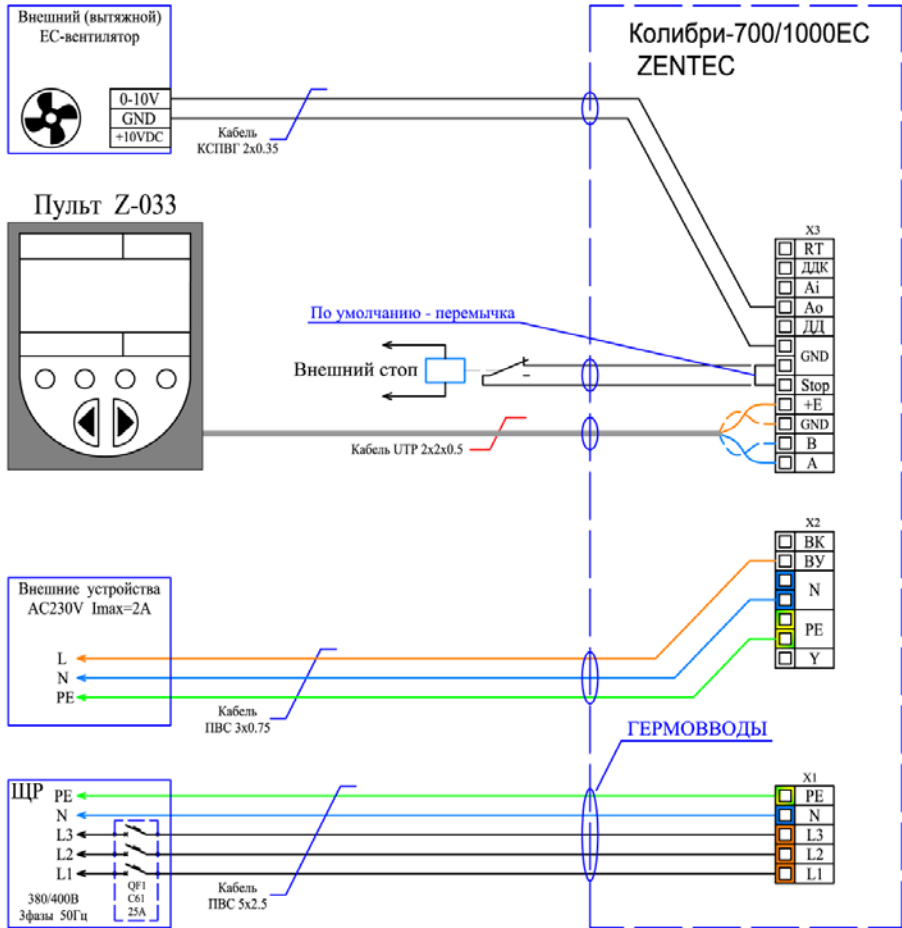 Внешний (вытяжной)
EC-вентилятор
0-10V
GND
+10VDC
Кабель
КСПВГ 2х0.35
Колибри-700/1000EC
ZENTEC
Пульт Z-033
По умолчанию - перемычка
Внешний стоп
Кабель UTP 2x2x0.5
X3
RT
ДДК
Ai
Ao
ДД
GND
Stop
+E
GND
B
A
X2
ВК
ВУ
N
PE
Y
Внешние устройства
AC230V Imax=2A
L
N
PE
Кабель
ПВС 3х0.75
ГЕРМОВВОДЫ
ЩР
PE
N
L3
L2
L1
QF1
C61
25A
380/400В
3фазы 50Гц
Кабель
ПВС 5х2.5
X1
PE
N
L3
L2
L1